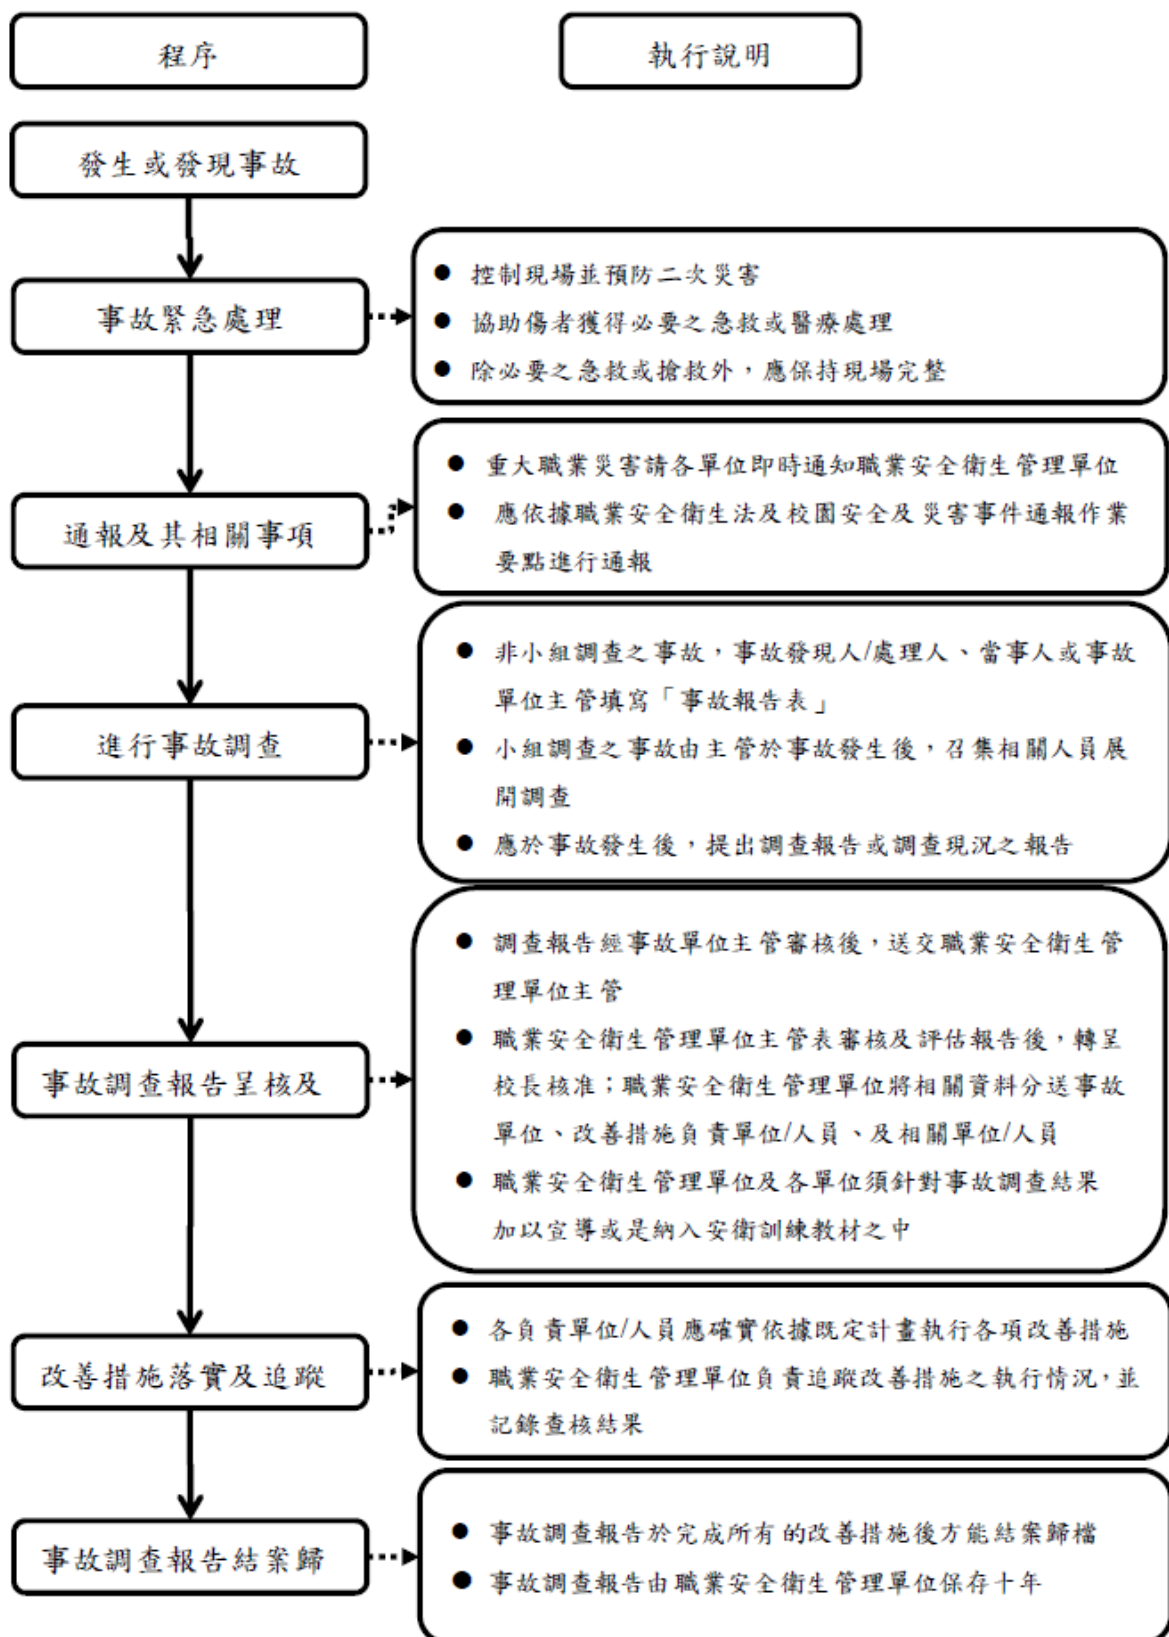 程序
執行說明
發生或發現事故
事故緊急處理
● 控制現場並預防二次災害
● 協助傷者獲得必要之急救或醫療處理
● 除必要之急救或搶救外，應保持現場完整
通報及其相關事項
● 重大職業災害請各單位即時通知職業安全衛生管理單位
● 應依據職業安全衛生法及校園安全及災害事件通報作業
要點進行通報
進行事故調查
● 非小組調查之事故，事故發現人/處理人、當事人或事故
單位主管填寫「事故報告表」
● 小組調查之事故由主管於事故發生後，召集相關人員展
開調查
● 應於事故發生後，提出調查報告或調查現況之報告
事故調查報告呈核及
● 調查報告經事故單位主管審核後，送交職業安全衛生管
理單位主管
● 職業安全衛生管理單位主管表審核及評估報告後，轉呈
校長核准；職業安全衛生管理單位將相關資料分送事故
單位、改善措施負責單位/人員、及相關單位/人員
● 職業安全衛生管理單位及各單位須針對事故調查結果
加以宣導或是納入安衛訓練教材之中
改善措施落實及追蹤
● 各負責單位/人員應確實依據既定計畫執行各項改善措施
● 職業安全衛生管理單位負責追蹤改善措施之執行情況，並
記錄查核結果
事故調查報告結案歸
● 事故調查報告於完成所有的改善措施後方能結案歸檔
● 事故調查報告由職業安全衛生管理單位保存十年